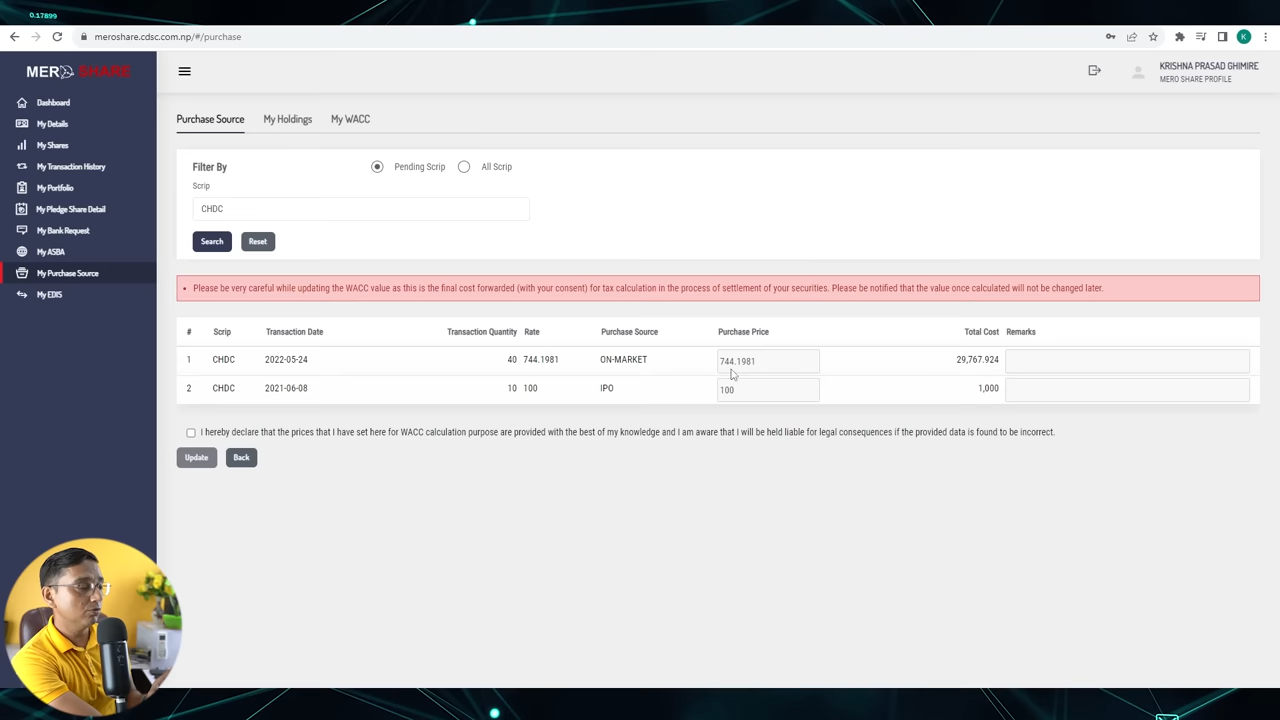 0.17899
meroshare.cdsc.com.np/#/purchase
K
MERO SHARE
KRISHNA PRASAD GHIMIRE
MERO SHARE PROFILE
Dashboard
My Details
My Shares
My Transaction History
My Portfolio
My Pledge Share Detail
My Bank Request
My ASBA
My Purchase Source
My EDIS
Purchase Source My Holdings My WACC
Filter By Pending Scrip All Scrip
Scrip
CHDC
Search Reset
Please be very careful while updating the WACC value as this is the final cost forwarded (with your consent) for tax calculation in the process of settlement of your securities. Please be notified that the value once calculated will not be changed later.
# Scrip Transaction Date Transaction Quantity Rate Purchase Source Purchase Price Total Cost Remarks
1 CHDC 2022-05-24 40 744.1981 ON-MARKET 744.1981 29,767.924
2 CHDC 2021-06-08 10 100 IPO 100 1,000
I hereby declare that the prices that I have set here for WACC calculation purpose are provided with the best of my knowledge and I am aware that I will be held liable for legal consequences if the provided data is found to be incorrect.
Update Back